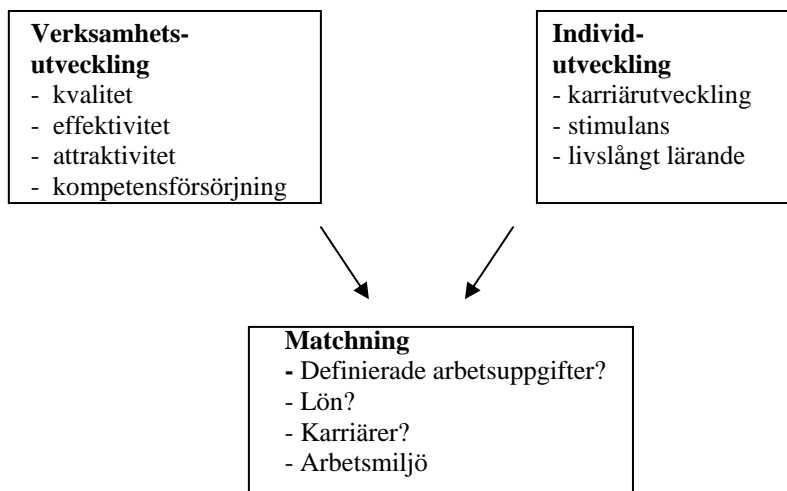 Verksamhets-
utveckling
- kvalitet
- effektivitet
- attraktivitet
- kompetensförsörjning
Individ-
utveckling
- karriärutveckling
- stimulans
- livslångt lärande
Matchning
- Definierade arbetsuppgifter?
- Lön?
- Karriärer?
- Arbetsmiljö